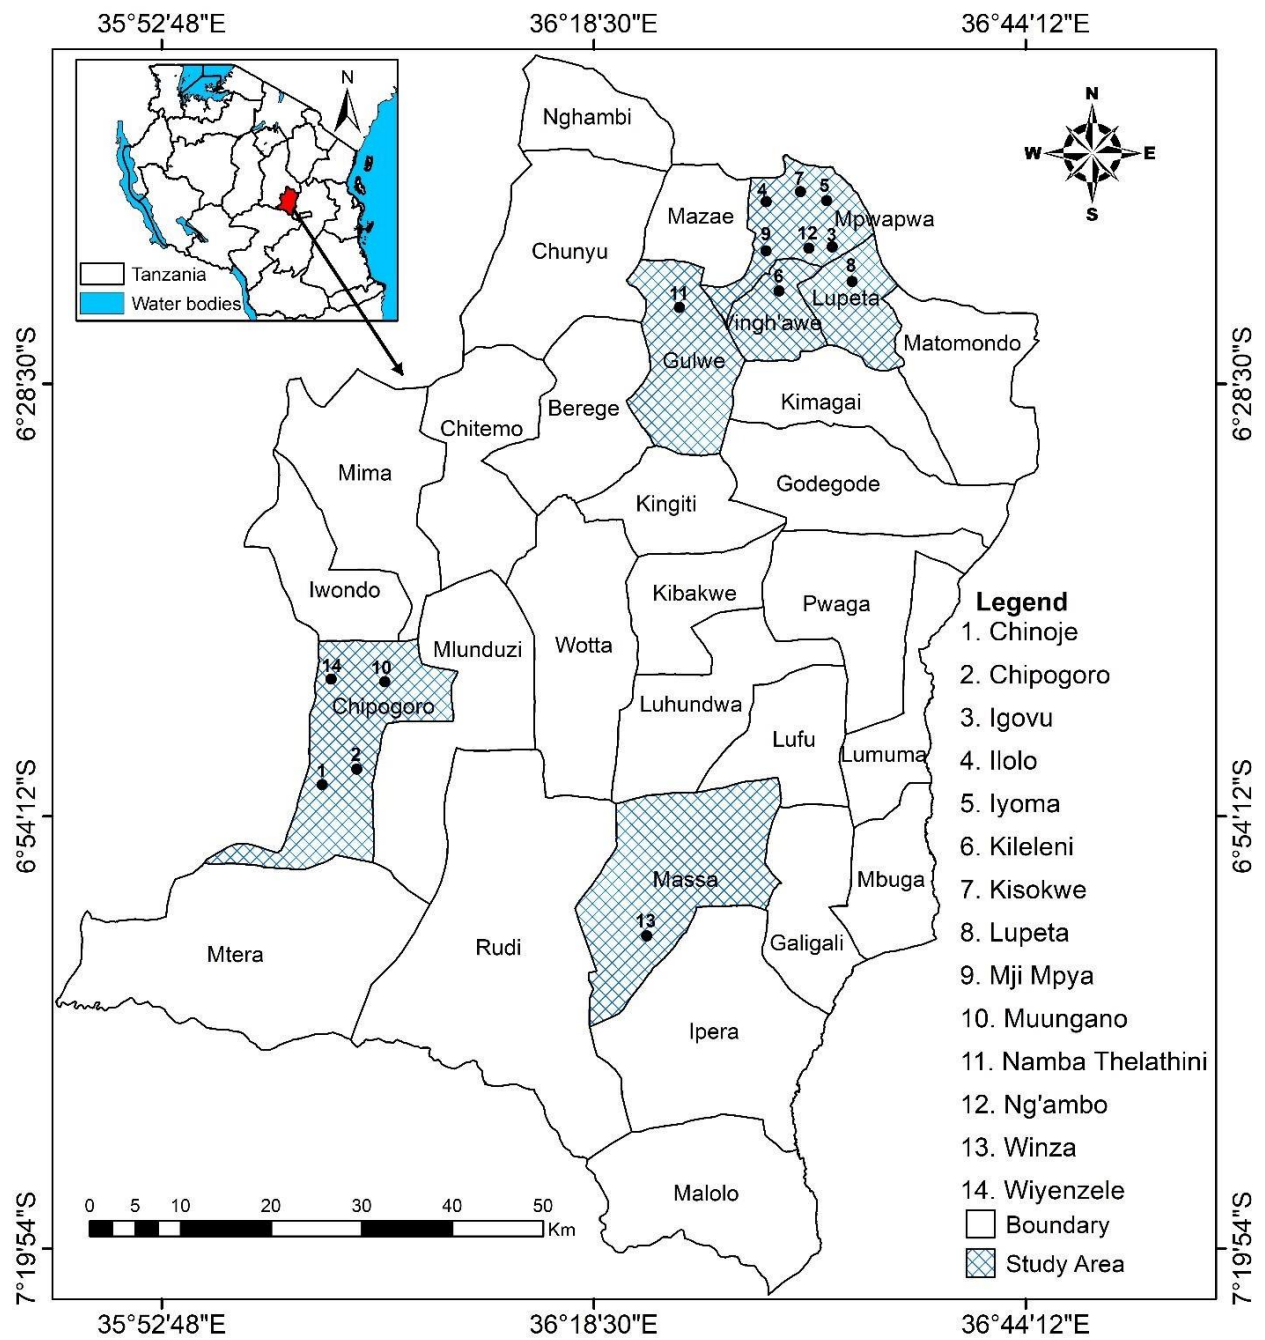 35°52'48"E
36°18'30"E
36°44'12"E
N
Tanzania
Water bodies
N
W
E
S
6°28'30"S
6°28'30"S
6°54'12"S
6°54'12"S
7°19'54"S
7°19'54"S
Nghambi
Mazae
4
7
5
Mpwapwa
Chunyu
9
12
3
11
6
8
Lupeta
Vingh'awe
Matomondo
Gulwe
Kimagai
Berege
Chitemo
Mima
Godegode
Kingiti
Iwondo
Kibakwe
Pwaga
Mlunduzi
Wotta
14
10
Chipogoro
Luhundwa
Lufu
Lumuma
1
2
Massa
Mbuga
13
Galigali
Mtera
Rudi
Ipera
Malolo
Legend
1. Chinoje
2. Chipogoro
3. Igovu
4. Ilolo
5. Iyoma
6. Kileleni
7. Kisokwe
8. Lupeta
9. Mji Mpya
10. Muungano
11. Namba Thelathini
12. Ng'ambo
13. Winza
14. Wiyenzele
Boundary
Study Area
0 5 10 20 30 40 50
Km
35°52'48"E
36°18'30"E
36°44'12"E